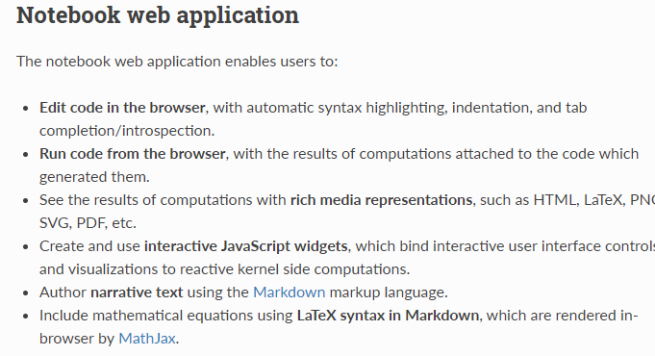 Notebook web application
The notebook web application enables users to:
• Edit code in the browser, with automatic syntax highlighting, indentation, and tab
completion/introspection.
• Run code from the browser, with the results of computations attached to the code which
generated them.
• See the results of computations with rich media representations, such as HTML, LaTeX, PNG
SVG, PDF, etc.
• Create and use interactive JavaScript widgets, which bind interactive user interface controls
and visualizations to reactive kernel side computations.
• Author narrative text using the Markdown markup language.
• Include mathematical equations using LaTeX syntax in Markdown, which are rendered in-
browser by MathJax.